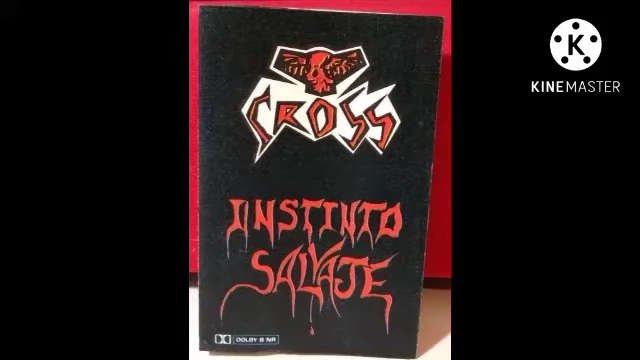 CROSS
INSTINTO
SALVAJE
DOLBY B NR
K
KINEMASTER